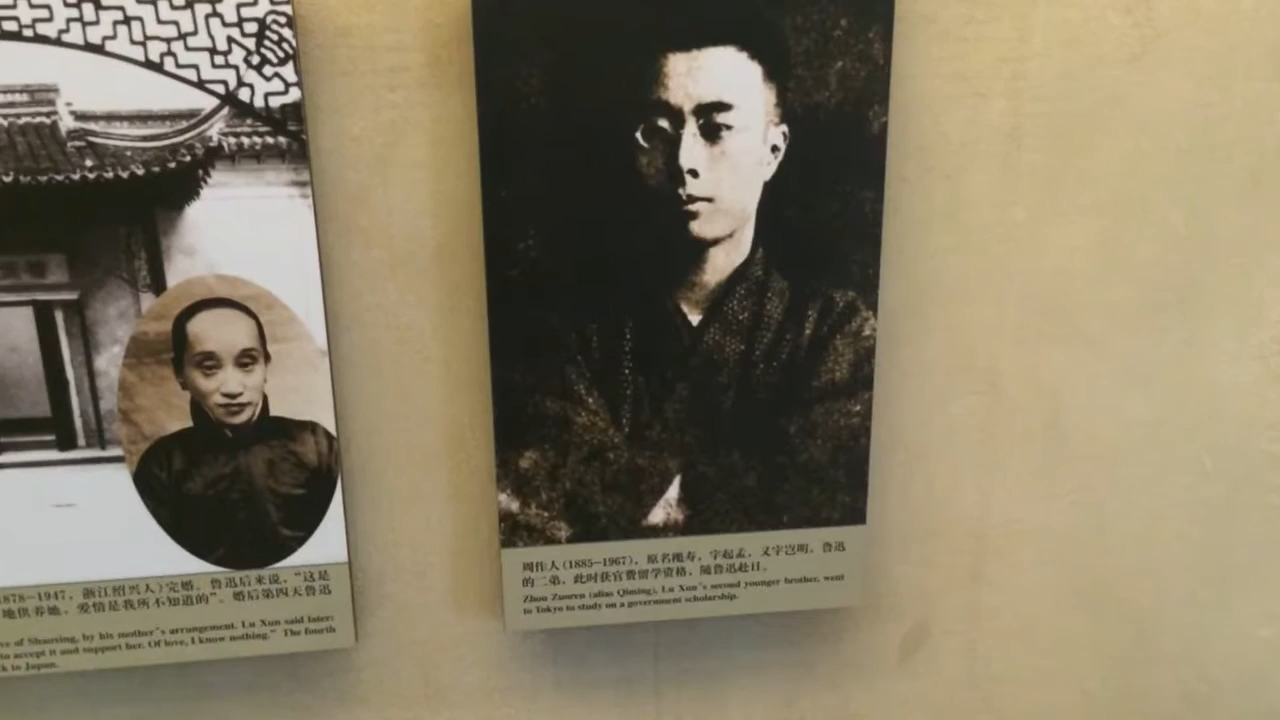 1878-1947，浙江绍兴人）完婚。鲁迅后来说，“这是
地供养她，爱情是我所不知道的”。婚后第四天鲁迅
ve of Shaoxing, by his mother's arrangement. Lu Xun said later:
to accept it and support her. Of love, I know nothing." The fourth
k to Japan.
周作人（1885—1967），原名櫆寿，字起孟，又字岂明。鲁迅
的二弟，此时获官费留学资格，随鲁迅赴日。
Zhou Zuoren (alias Qiming), Lu Xun's second younger brother, went
to Tokyo to study on a government scholarship.